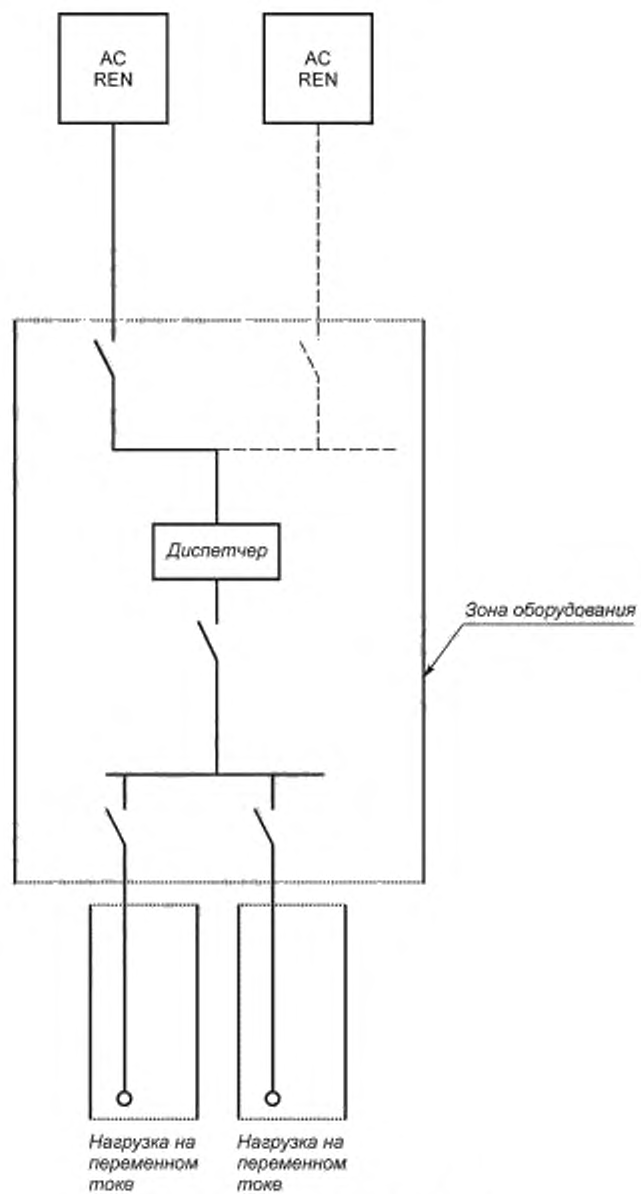 AC
REN
AC
REN
Диспетчер
Зона оборудования
Нагрузка на
переменном
токе
Нагрузка на
переменном
токе